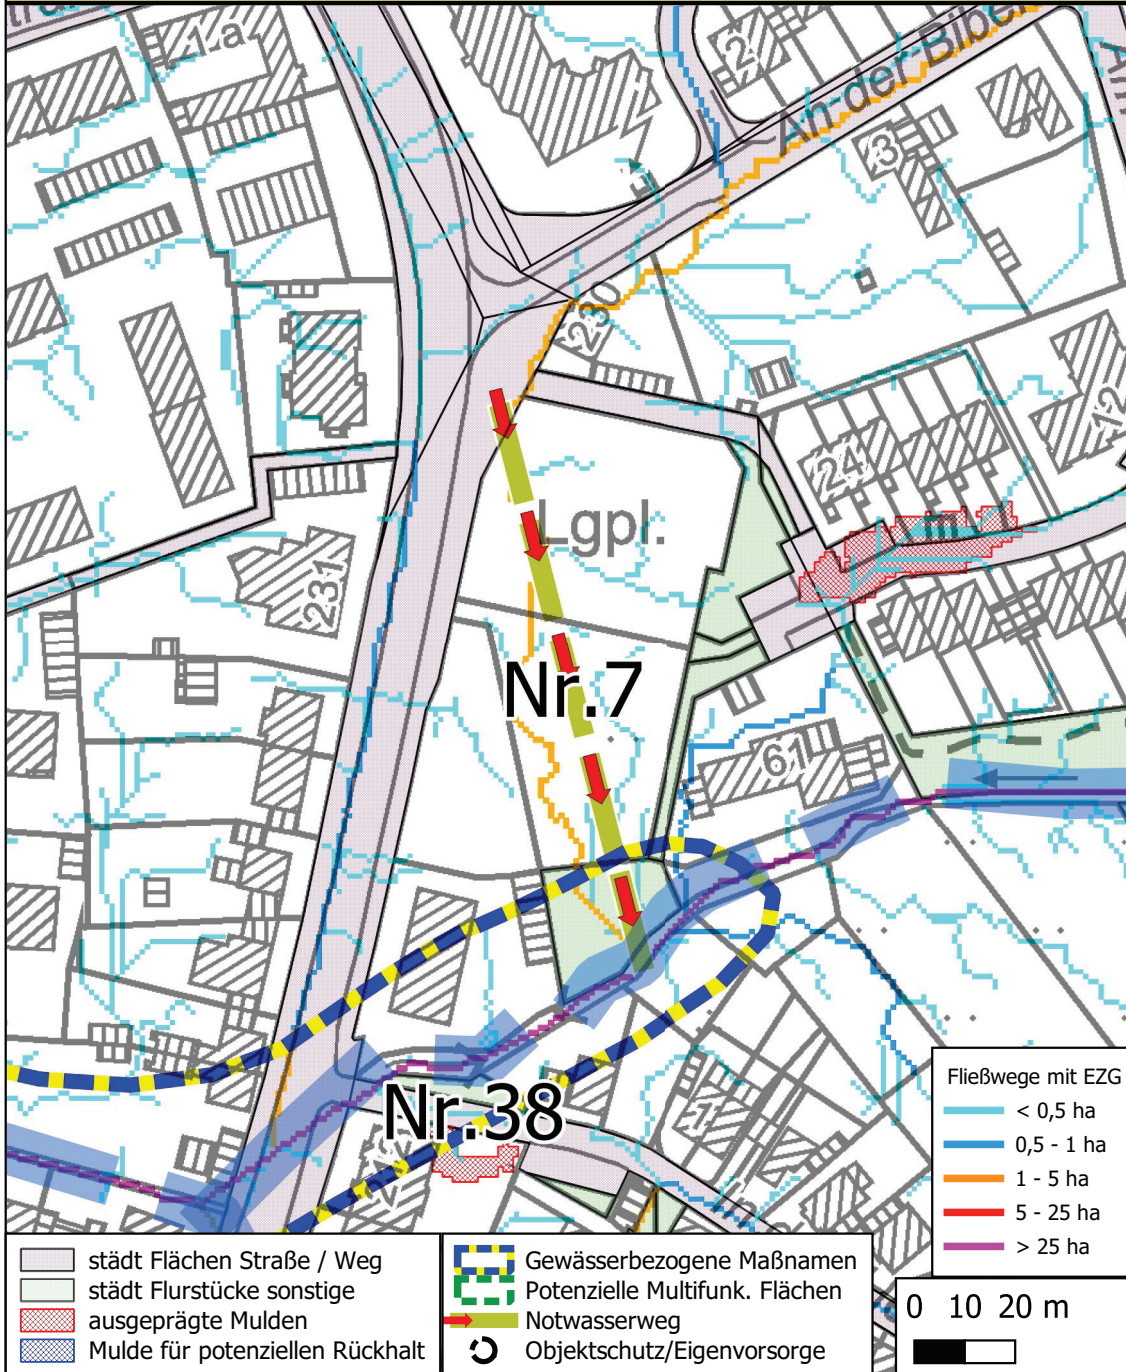 1a
2
An-der-Biber
3
230
24
12
Lgpl.
231
Nr.7
61
Nr.38
1
Fließwege mit EZG
< 0,5 ha
0,5 - 1 ha
1 - 5 ha
5 - 25 ha
> 25 ha
städt Flächen Straße / Weg
städt Flurstücke sonstige
ausgeprägte Mulden
Mulde für potenziellen Rückhalt
Gewässerbezogene Maßnamen
Potenzielle Multifunk. Flächen
Notwasserweg
Objektschutz/Eigenvorsorge
0 10 20 m